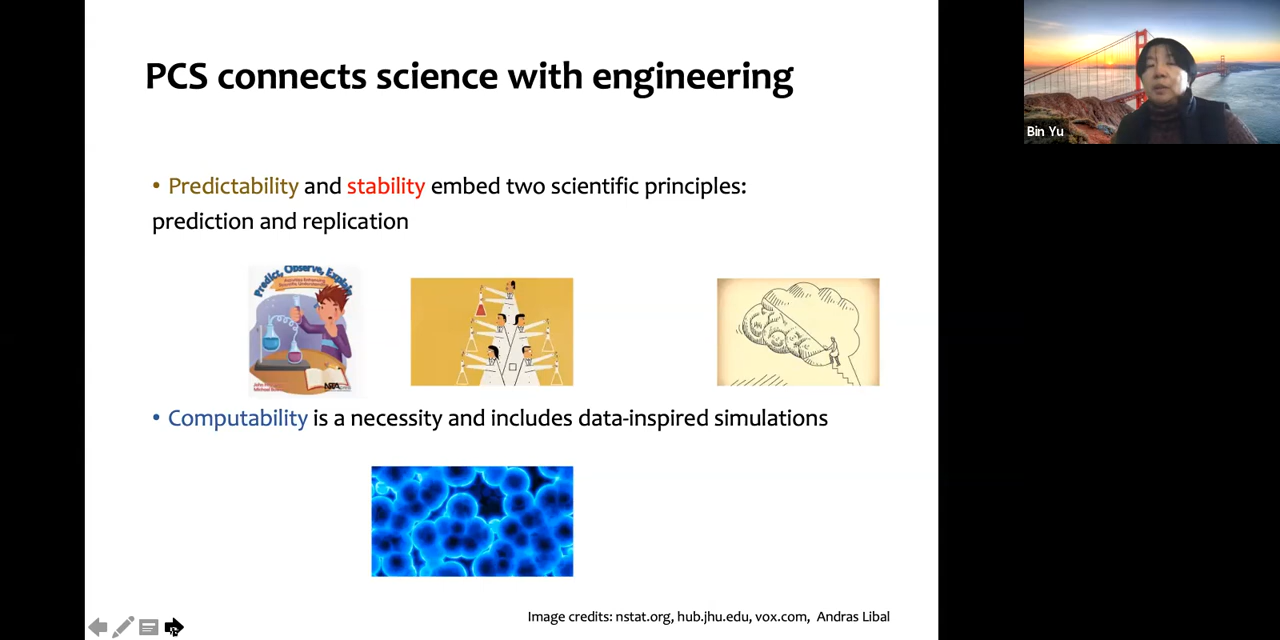 PCS connects science with engineering
Bin Yu
• Predictability and stability embed two scientific principles:
prediction and replication
Predict, Observe, Explain
NSTA
• Computability is a necessity and includes data-inspired simulations
Image credits: nstat.org, hub.jhu.edu, vox.com, Andras Libal